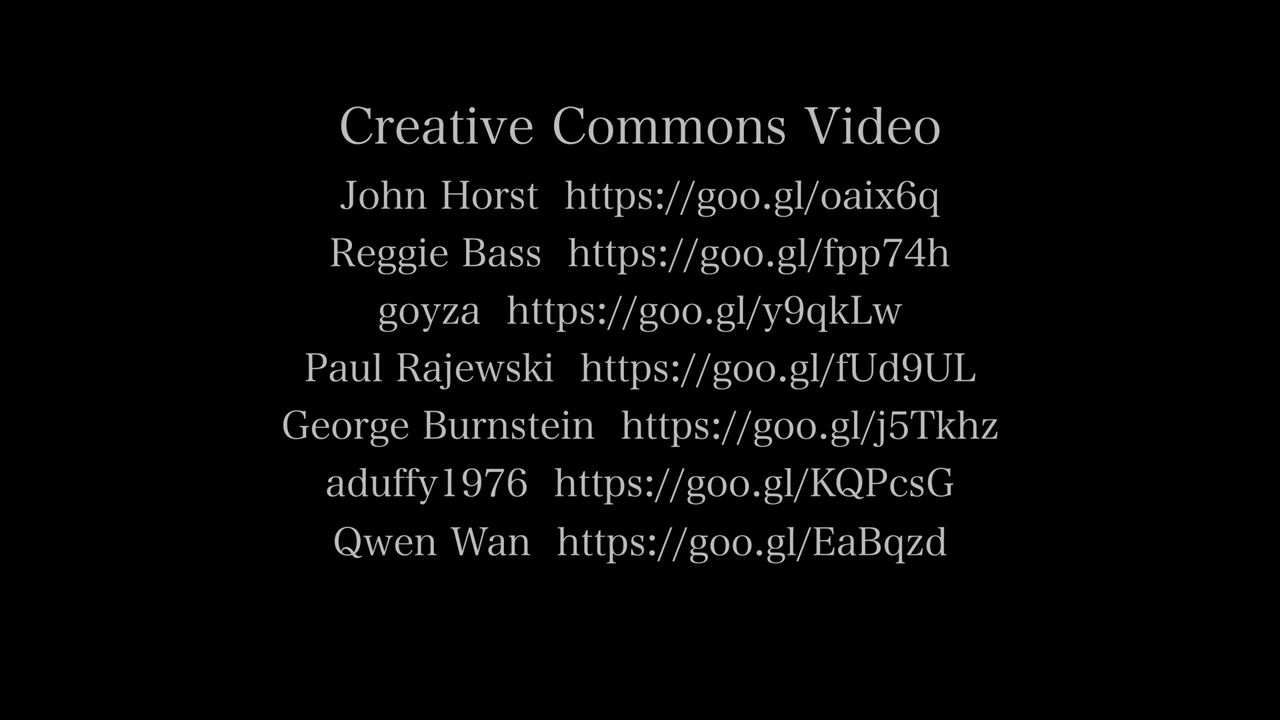 Creative Commons Video
John Horst https://goo.gl/oaix6q
Reggie Bass https://goo.gl/fpp74h
goyza https://goo.gl/y9qkLw
Paul Rajewski https://goo.gl/fUd9UL
George Burnstein https://goo.gl/j5Tkhz
aduffy1976 https://goo.gl/KQPcsG
Qwen Wan https://goo.gl/EaBqzd